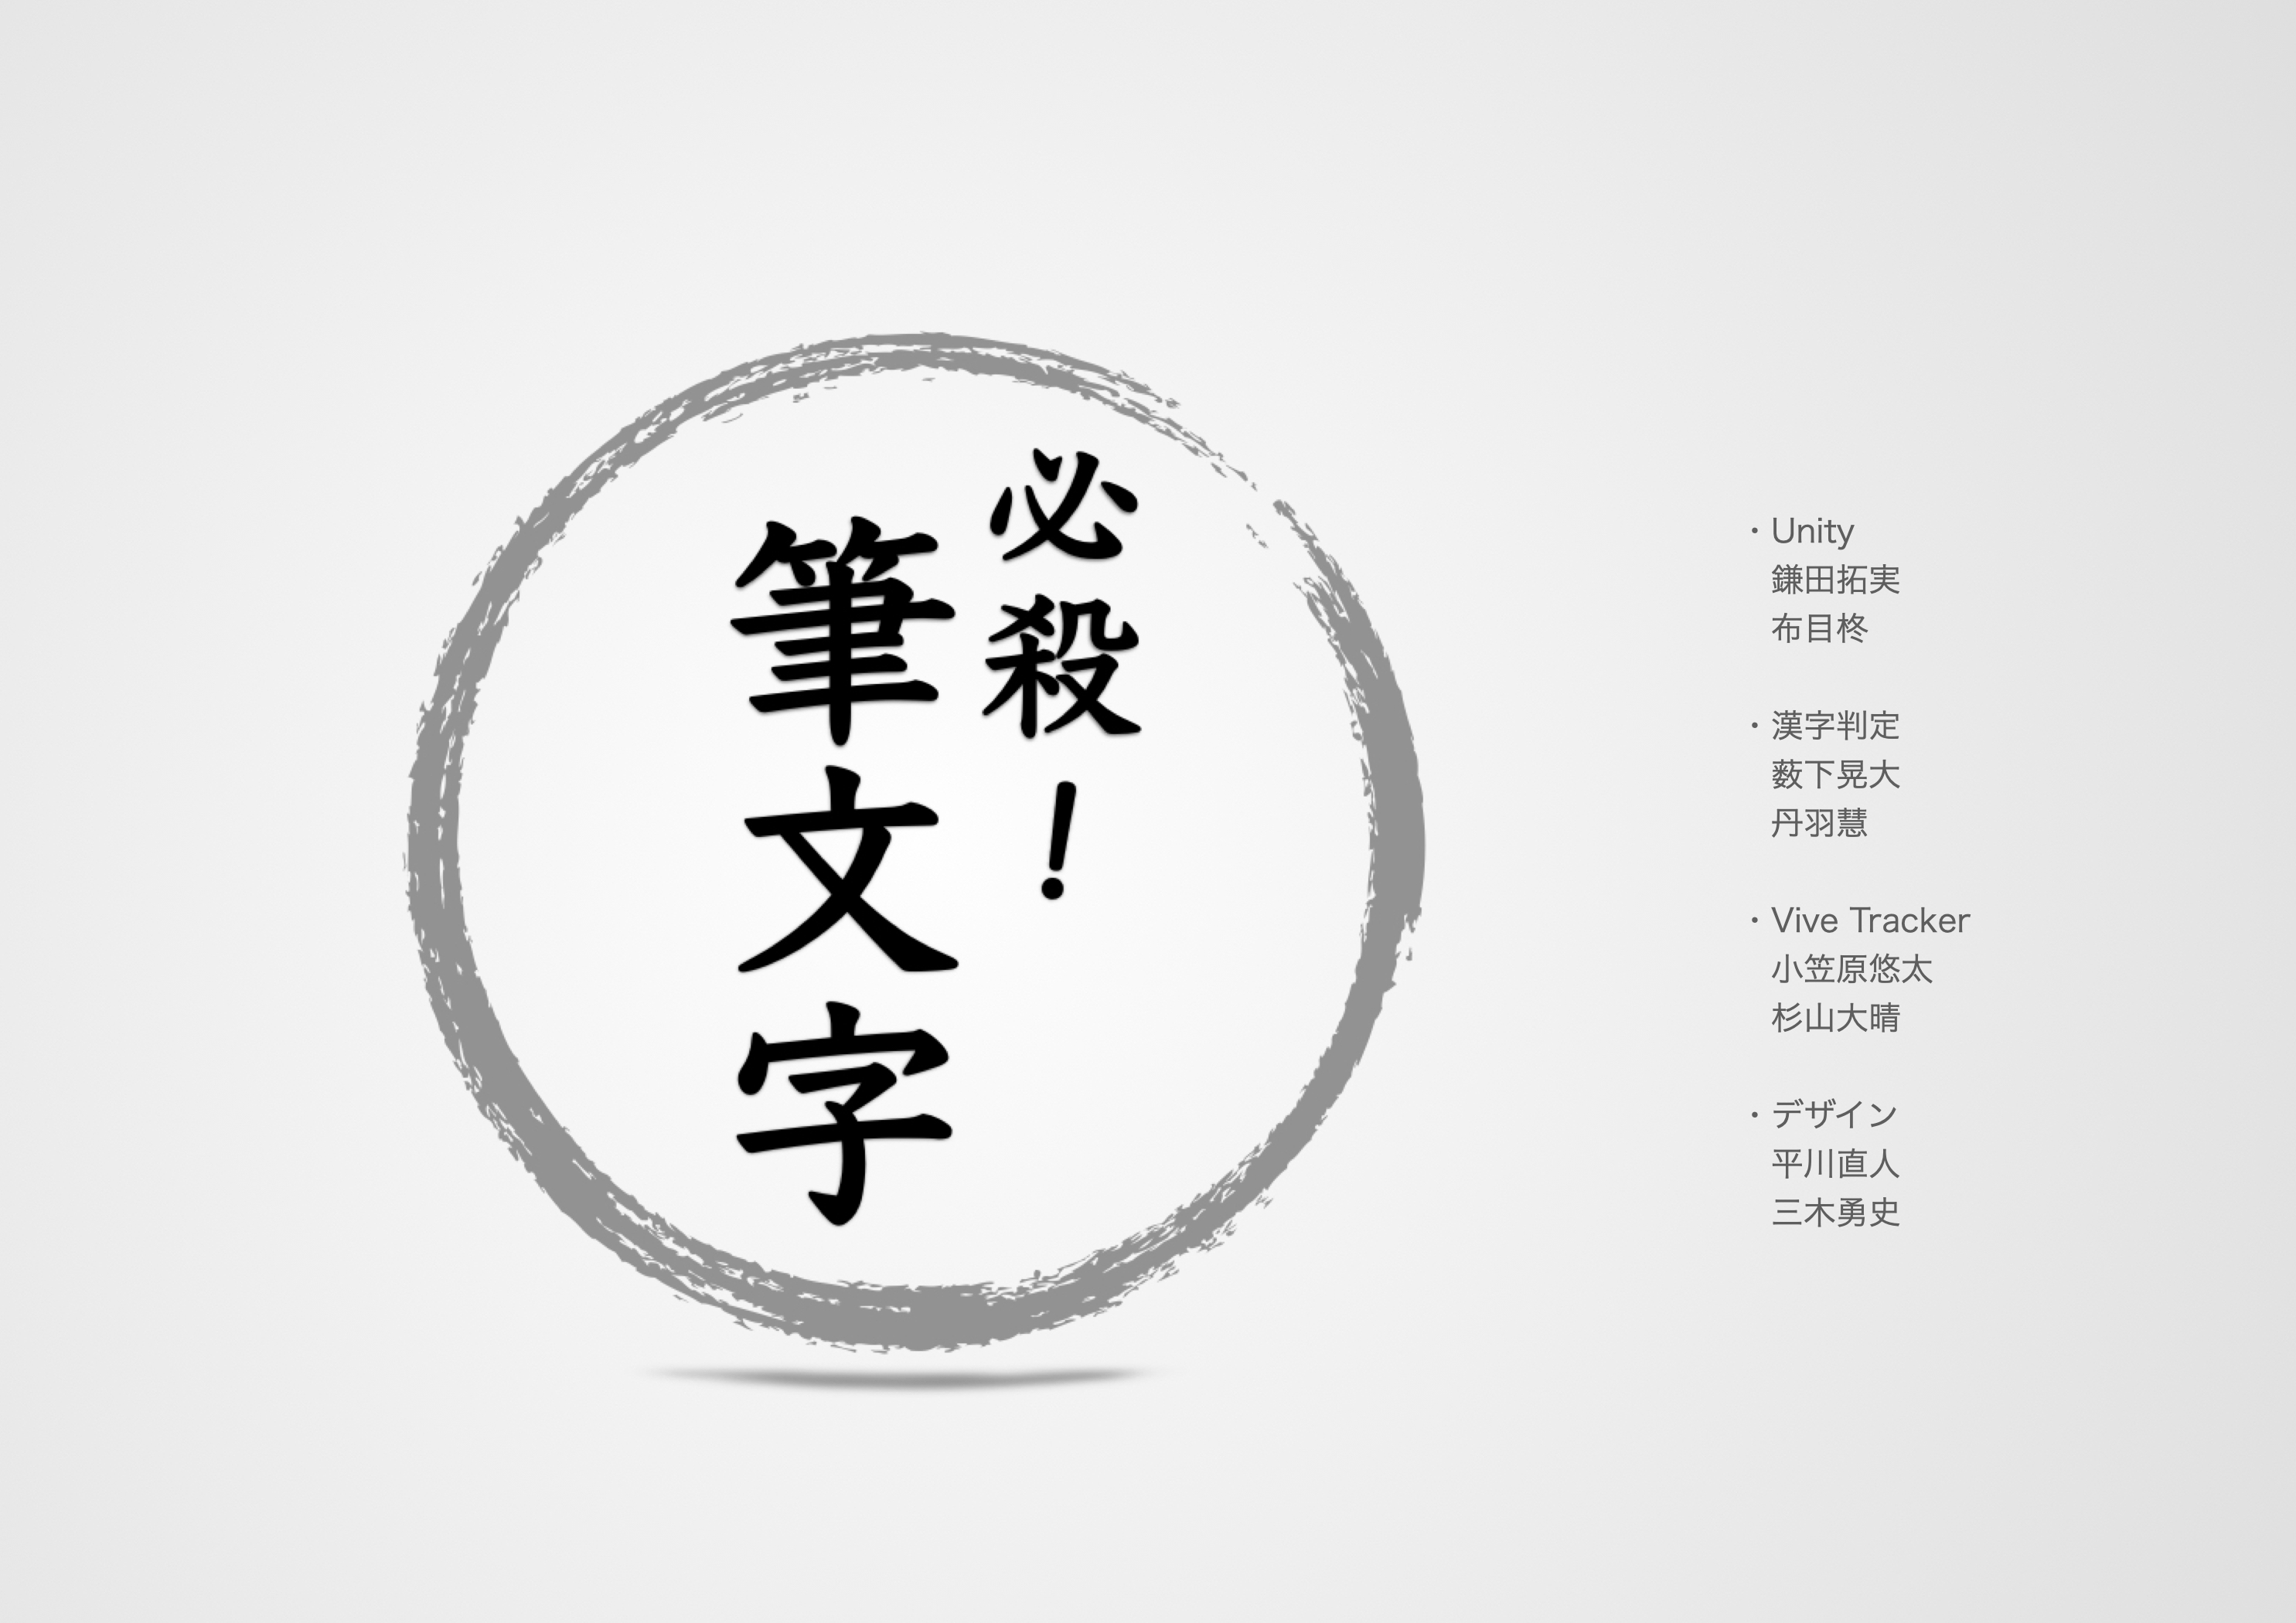 必殺！
筆文字
・Unity
鎌田拓実
布目柊
・漢字判定
薮下晃大
丹羽慧
・Vive Tracker
小笠原悠太
杉山大晴
・デザイン
平川直人
三木勇史